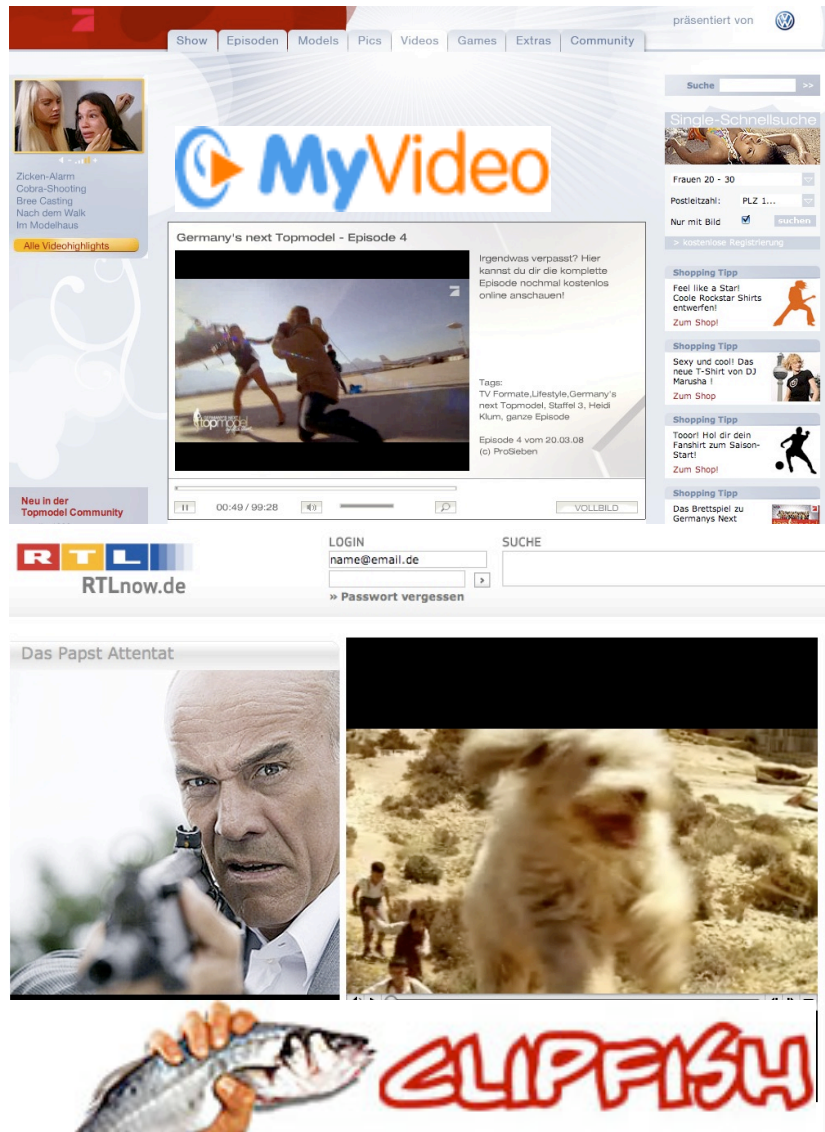 präsentiert von
Show Episoden Models Pics Videos Games Extras Community
Zicken-Alarm
Cobra-Shooting
Bree Casting
Nach dem Walk
Im Modelhaus
Alle Videohighlights
Neu in der
Topmodel Community
MyVideo
Germany's next Topmodel - Episode 4
Irgendwas verpasst? Hier
kannst du dir die komplette
Episode nochmal kostenlos
online anschauen!
Tags:
TV Formate,Lifestyle,Germany's
next Topmodel, Staffel 3, Heidi
Klum, ganze Episode
Episode 4 vom 20.03.08
(c) ProSieben
topmodel
00:49 / 99:28
VOLLBILD
Suche >>
Single-Schnellsuche
Frauen 20 - 30
Postleitzahl: PLZ 1...
Nur mit Bild suchen
> kostenlose Registrierung
Shopping Tipp
Feel like a Star!
Coole Rockstar Shirts
entwerfen!
Zum Shop!
Shopping Tipp
Sexy und cool! Das
neue T-Shirt von DJ
Marusha !
Zum Shop
Shopping Tipp
Tooor! Hol dir dein
Fanshirt zum Saison-
Start!
Zum Shop!
Shopping Tipp
Das Brettspiel zu
Germanys Next
RTL
RTLnow.de
LOGIN
name@email.de
» Passwort vergessen
SUCHE
Das Papst Attentat
CLIPFISH